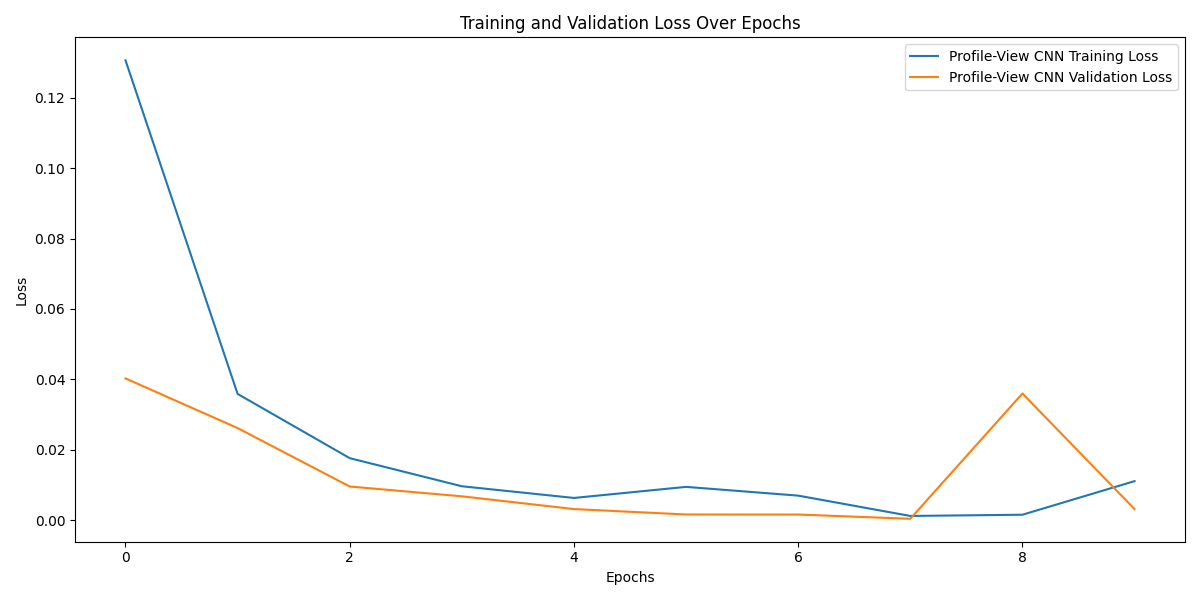 Training and Validation Loss Over Epochs
Profile-View CNN Training Loss
Profile-View CNN Validation Loss
0.12
0.10
0.08
0.06
0.04
0.02
0.00
Loss
0 2 4 6 8
Epochs